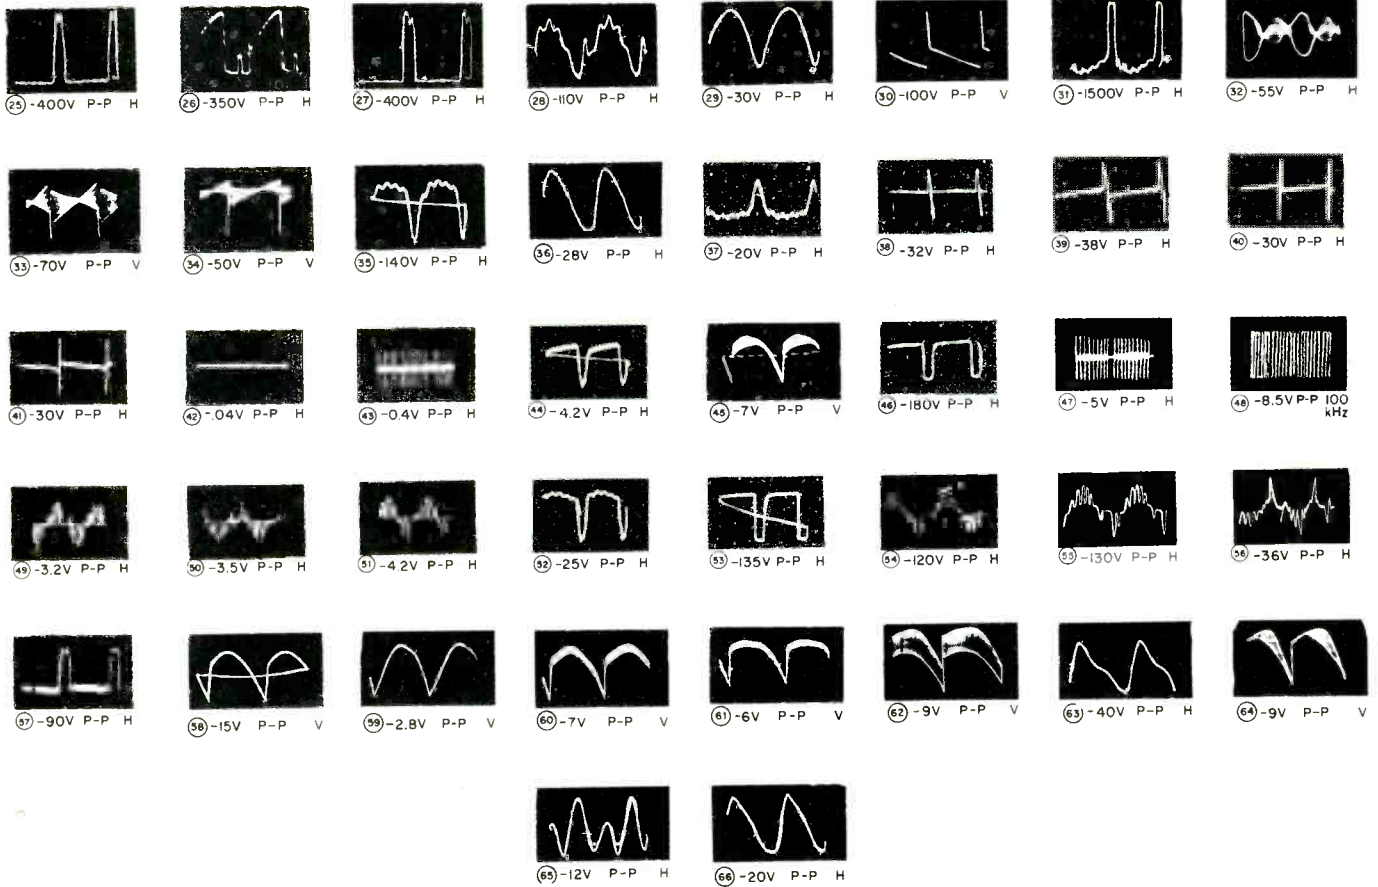 25 -400V P-P H
26 -350V P-P H
27 -400V P-P H
28 -110V P-P H
29 -30V P-P H
30 -100V P-P V
31 -1500V P-P H
32 -55V P-P H
33 -70V P-P V
34 -50V P-P V
35 -140V P-P H
36 -28V P-P H
37 -20V P-P H
38 -32V P-P H
39 -38V P-P H
40 -30V P-P H
41 -30V P-P H
42 -.04V P-P H
43 -0.4V P-P H
44 -4.2V P-P H
45 -7V P-P V
46 -180V P-P H
47 -5V P-P H
48 -8.5V P-P 100
kHz
49 -3.2V P-P H
50 -3.5V P-P H
51 -4.2V P-P H
52 -25V P-P H
53 -135V P-P H
54 -120V P-P H
55 -130V P-P H
56 -36V P-P H
57 -90V P-P H
58 -15V P-P V
59 -2.8V P-P V
60 -7V P-P V
61 -6V P-P V
62 -9V P-P V
63 -40V P-P H
64 -9V P-P V
65 -12V P-P H
66 -20V P-P H